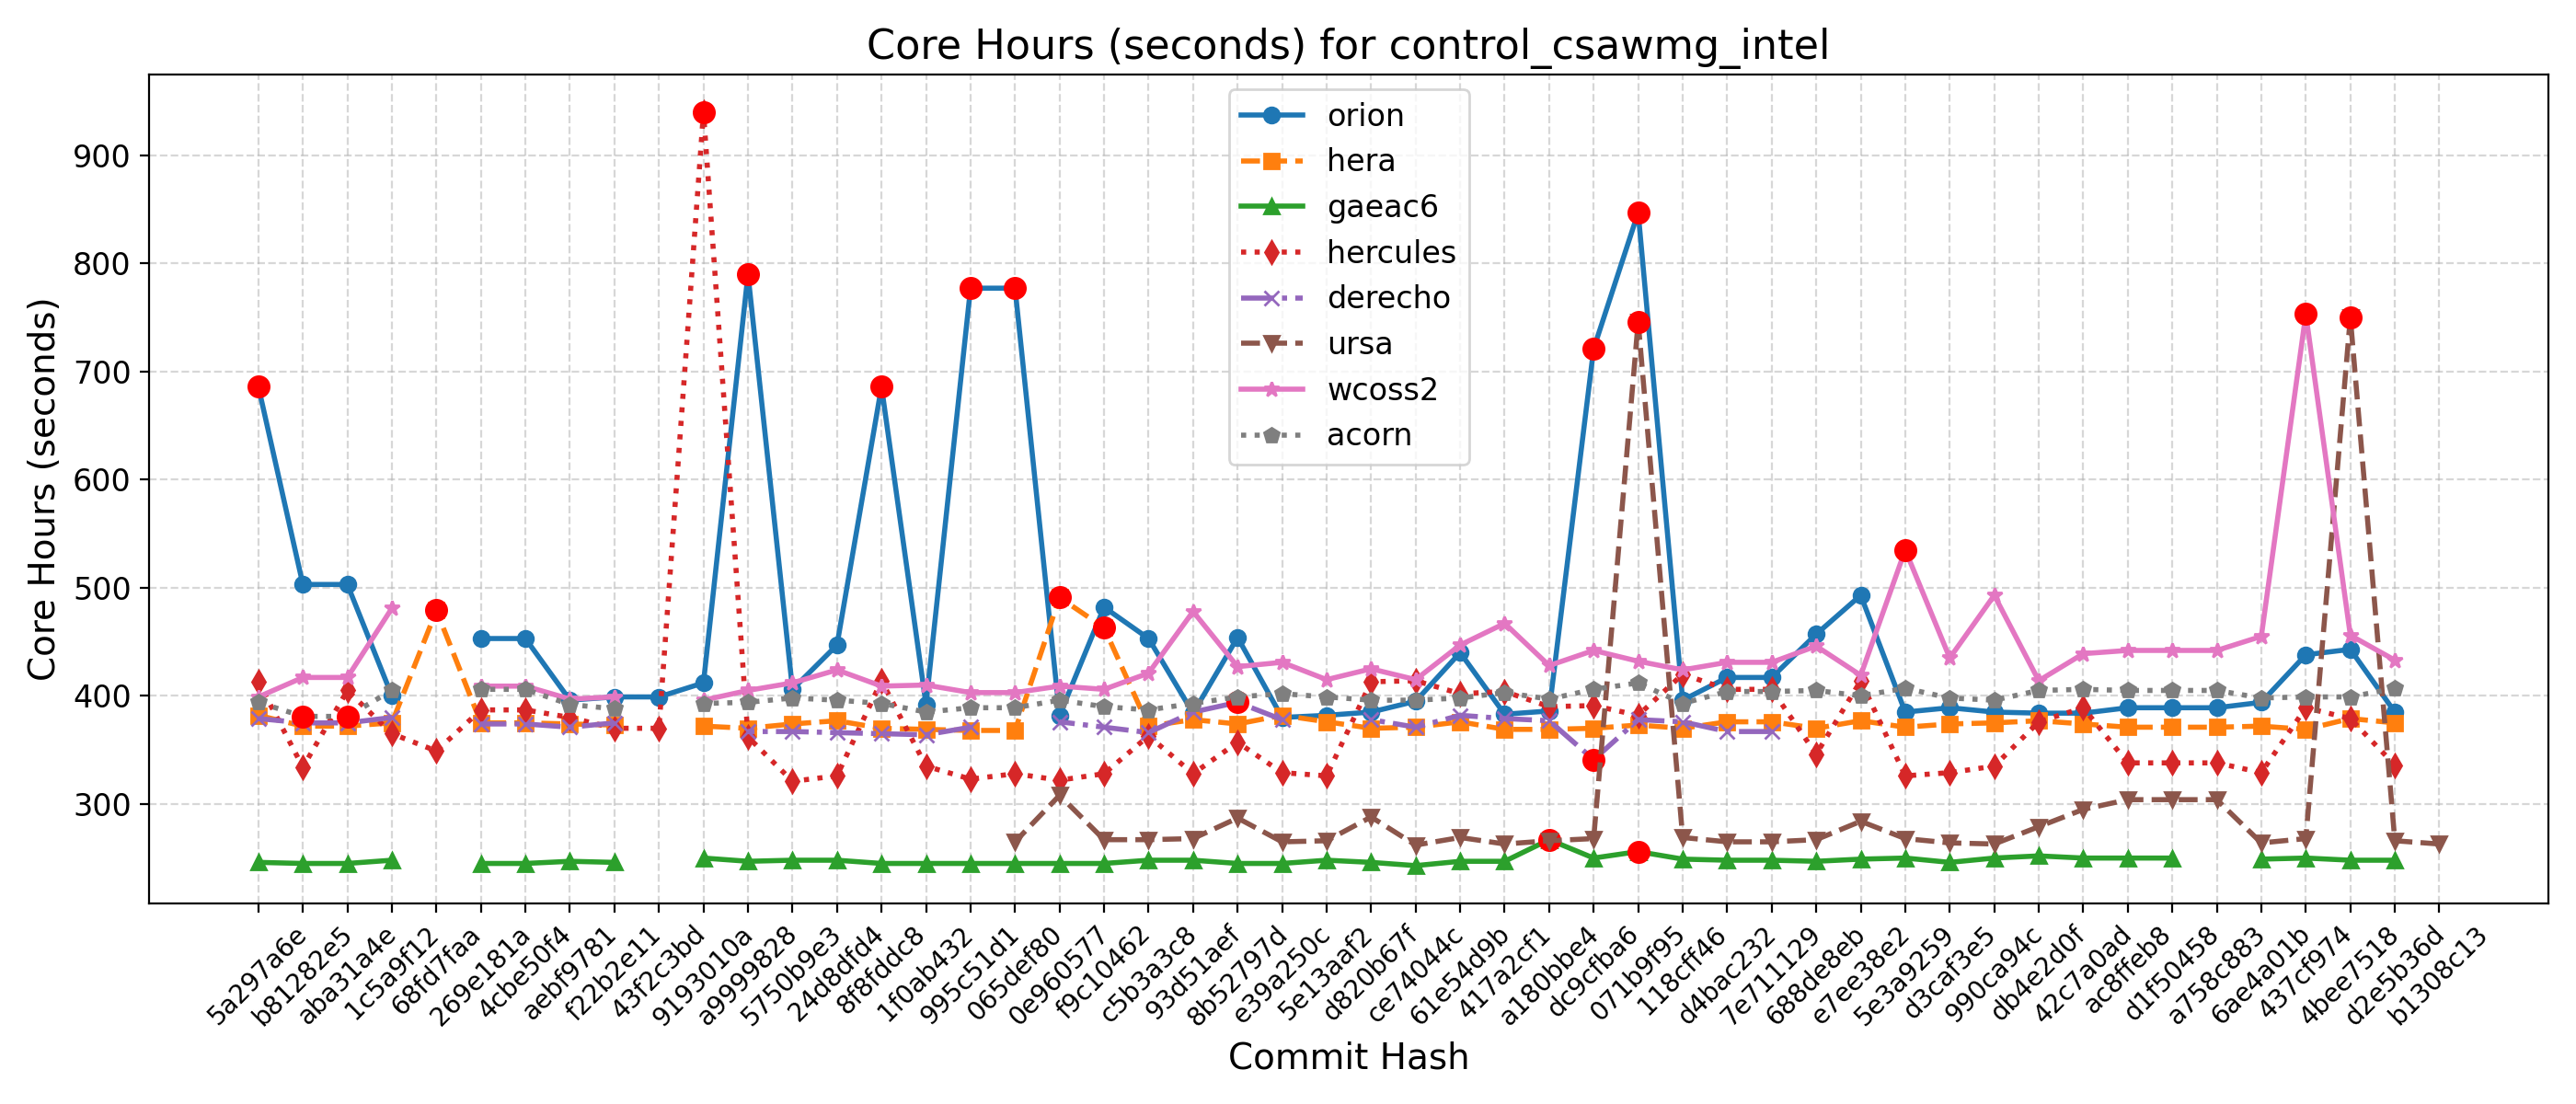 Core Hours (seconds) for control_csawmg_intel
Core Hours (seconds)
900
800
700
600
500
400
300
orion
hera
gaeac6
hercules
derecho
ursa
wcoss2
acorn
5a297a6e
b81282e5
aba31a4e
1c5a9f12
68fd7faa
269e181a
4cbe50f4
aebf9781
f22b2e11
43f2c3bd
9193010a
a9999828
5750b9e3
24d8dfd4
8f8fddc8
1f0ab432
995c51d1
065def80
0e960577
f9c10462
c5b3a3c8
93d51aef
8b52797d
e39a250c
5e13aaf2
d820b67f
ce74044c
61e54d9b
417a2cf1
a180bbe4
dc9cfba6
071b9f95
118cff46
d4bac232
7e711129
688de8eb
e7ee38e2
5e3a9259
d3caf3e5
990ca94c
db4e2d0f
42c7a0ad
ac8ffeb8
d1f50458
a758c883
6ae4a01b
437cf974
4bee7518
d2e5b36d
b1308c13
Commit Hash